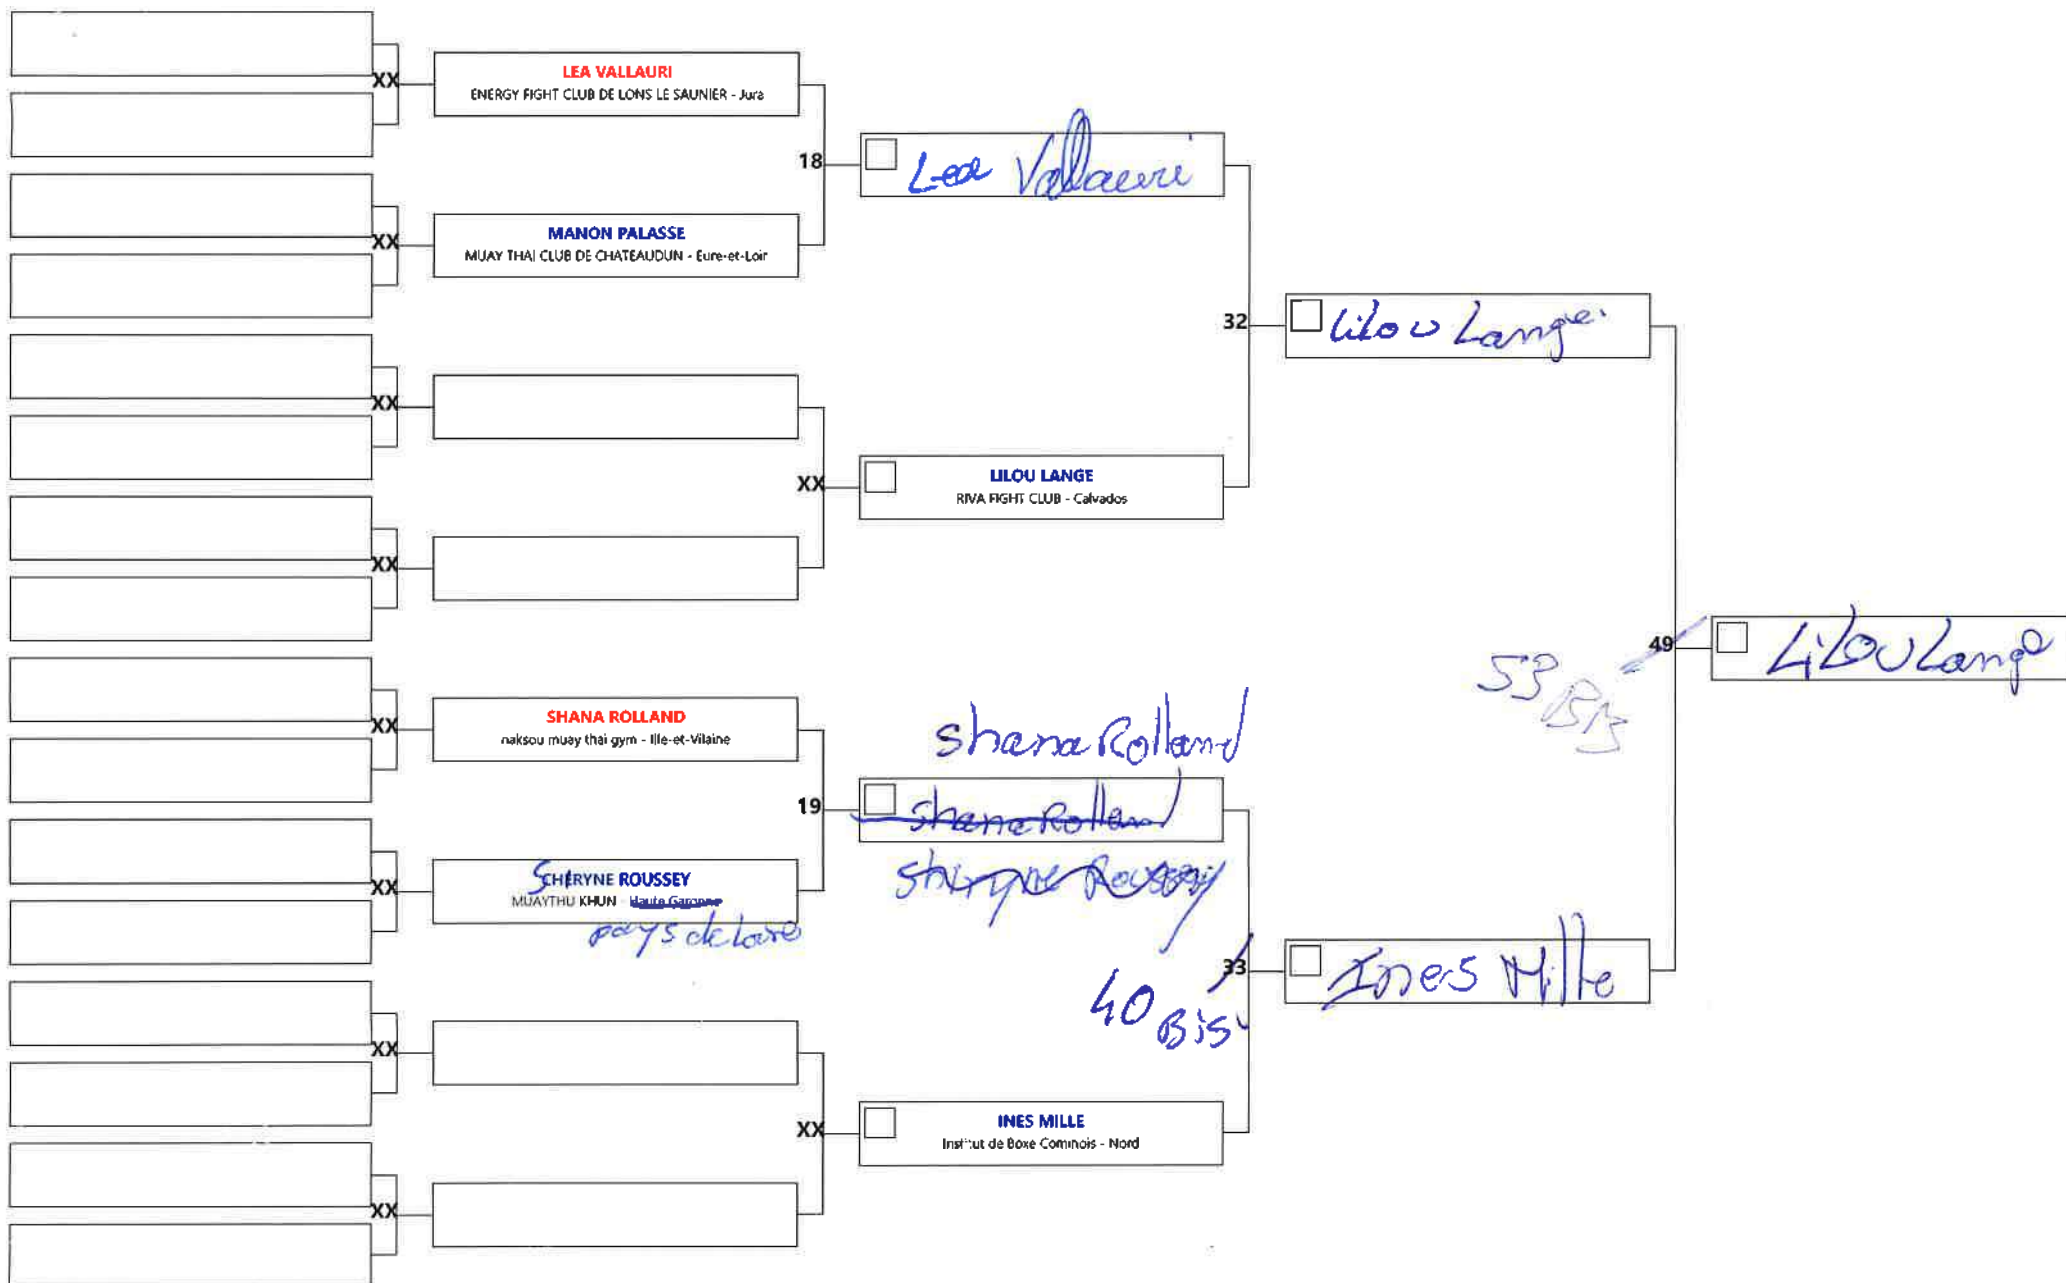 XX
LEA VALLAURI
ENERGY FIGHT CLUB DE LONS LE SAUNIER - Jura
18
Lea Vallauri
XX
MANON PALASSE
MUAY THAI CLUB DE CHATEAUDUN - Eure-et-Loir
32
Lilou Lange
XX
XX
LILOU LANGE
RIVA FIGHT CLUB - Calvados
XX
49
53 Bis
LiLou Lange
XX
SHANA ROLLAND
naksou muay thai gym - Ille-et-Vilaine
shana Rolland
19
shana Rolland
XX
SHERYNE ROUSSEY
MUAYTHU KHUN - Haute Garonne
pays de Loire
Roussey
33
40 Bis
Ines Mille
XX
XX
INES MILLE
Institut de Boxe Cominois - Nord
XX